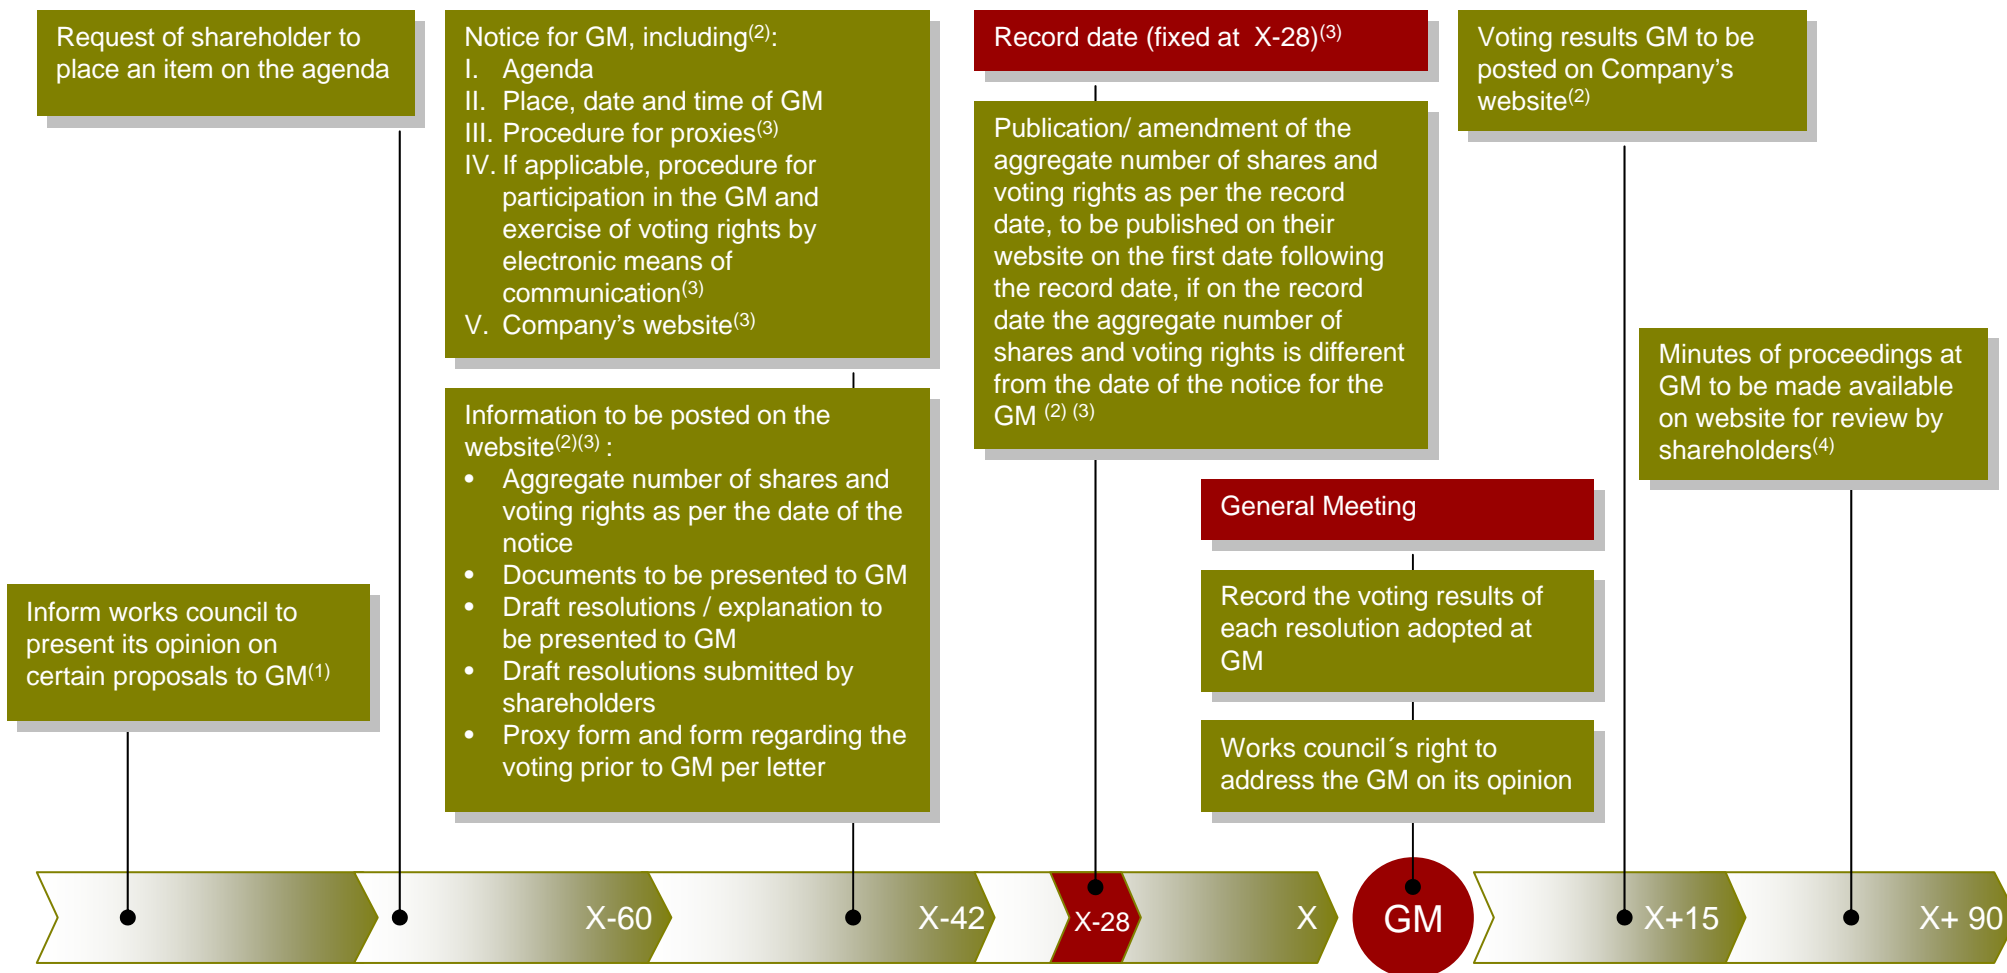 Request of shareholder to
place an item on the agenda
Notice for GM, including(2):
I. Agenda
II. Place, date and time of GM
III. Procedure for proxies(3)
IV. If applicable, procedure for
participation in the GM and
exercise of voting rights by
electronic means of
communication(3)
V. Company's website(3)
Information to be posted on the
website(2)(3) :
• Aggregate number of shares and
voting rights as per the date of the
notice
• Documents to be presented to GM
• Draft resolutions / explanation to
be presented to GM
• Draft resolutions submitted by
shareholders
• Proxy form and form regarding the
voting prior to GM per letter
Record date (fixed at X-28)(3)
Publication/ amendment of the
aggregate number of shares and
voting rights as per the record
date, to be published on their
website on the first date following
the record date, if on the record
date the aggregate number of
shares and voting rights is different
from the date of the notice for the
GM (2) (3)
Voting results GM to be
posted on Company's
website(2)
Minutes of proceedings at
GM to be made available
on website for review by
shareholders(4)
General Meeting
Record the voting results of
each resolution adopted at
GM
Works council´s right to
address the GM on its opinion
Inform works council to
present its opinion on
certain proposals to GM(1)
X-60
X-42
X-28
X
GM
X+15
X+ 90